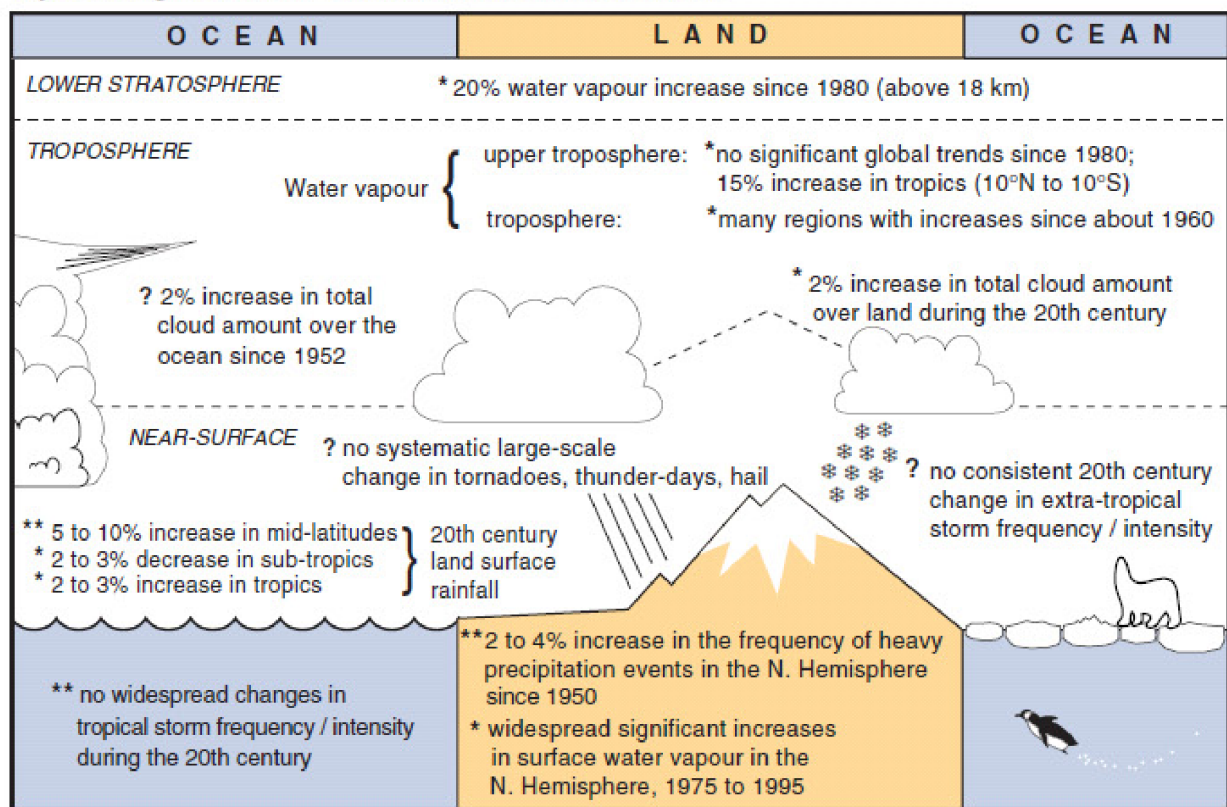 OCEAN LAND OCEAN
LOWER STRATOSPHERE
* 20% water vapour increase since 1980 (above 18 km)
TROPOSPHERE
Water vapour {
upper troposphere: *no significant global trends since 1980;
15% increase in tropics (10°N to 10°S)
troposphere: *many regions with increases since about 1960
? 2% increase in total
cloud amount over the
ocean since 1952
* 2% increase in total cloud amount
over land during the 20th century
NEAR-SURFACE
? no systematic large-scale
change in tornadoes, thunder-days, hail
? no consistent 20th century
change in extra-tropical
storm frequency / intensity
** 5 to 10% increase in mid-latitudes
* 2 to 3% decrease in sub-tropics
* 2 to 3% increase in tropics
} 20th century
land surface
rainfall
** 2 to 4% increase in the frequency of heavy
precipitation events in the N. Hemisphere
since 1950
* widespread significant increases
in surface water vapour in the
N. Hemisphere, 1975 to 1995
** no widespread changes in
tropical storm frequency / intensity
during the 20th century